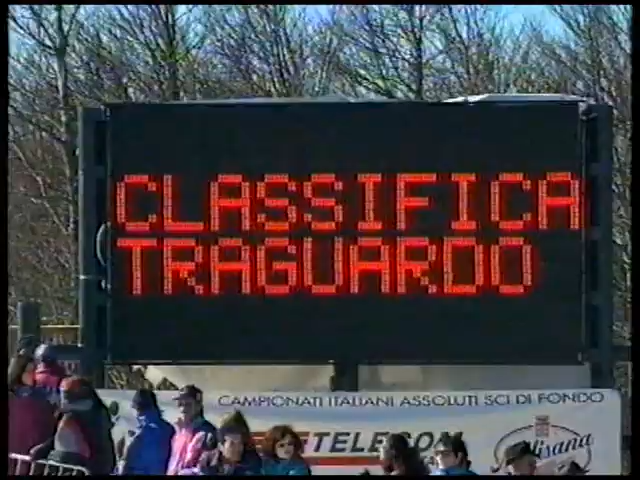 CLASSIFICA
TRAGUARDO
CAMPIONATI ITALIANI ASSOLUTI SCI DI FONDO
TELECOM